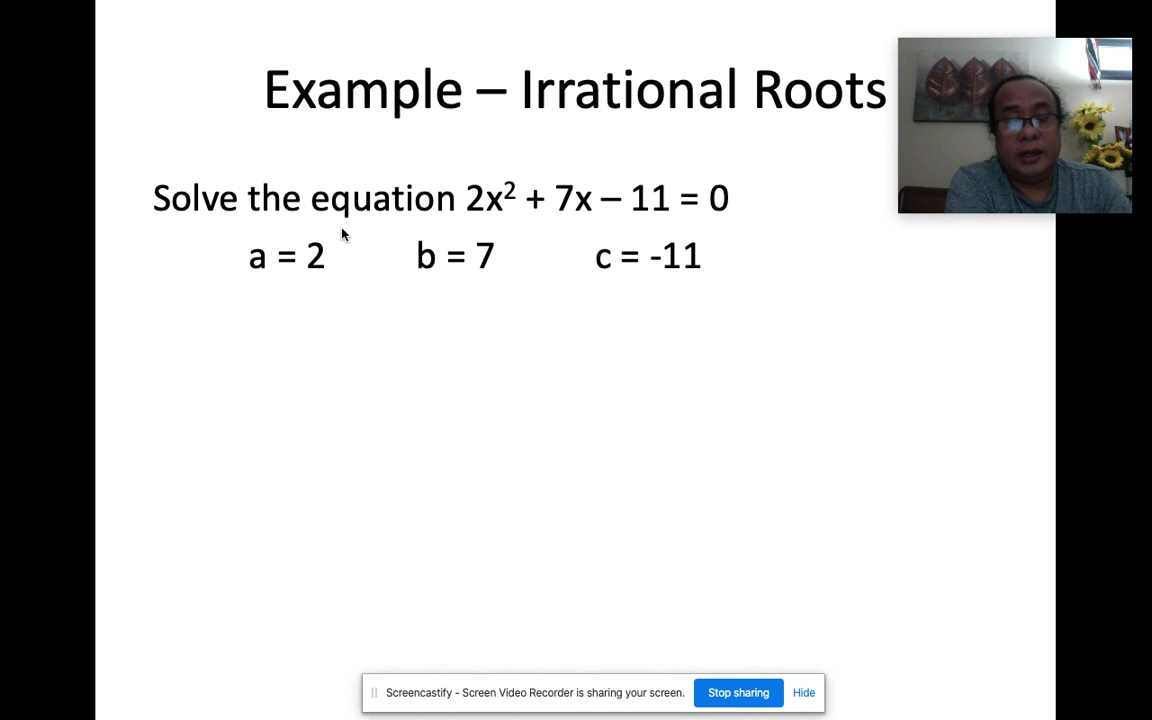 Example – Irrational Roots
Solve the equation 2x² + 7x – 11 = 0
a = 2 b = 7 c = -11
Screencastify - Screen Video Recorder is sharing your screen. Stop sharing Hide